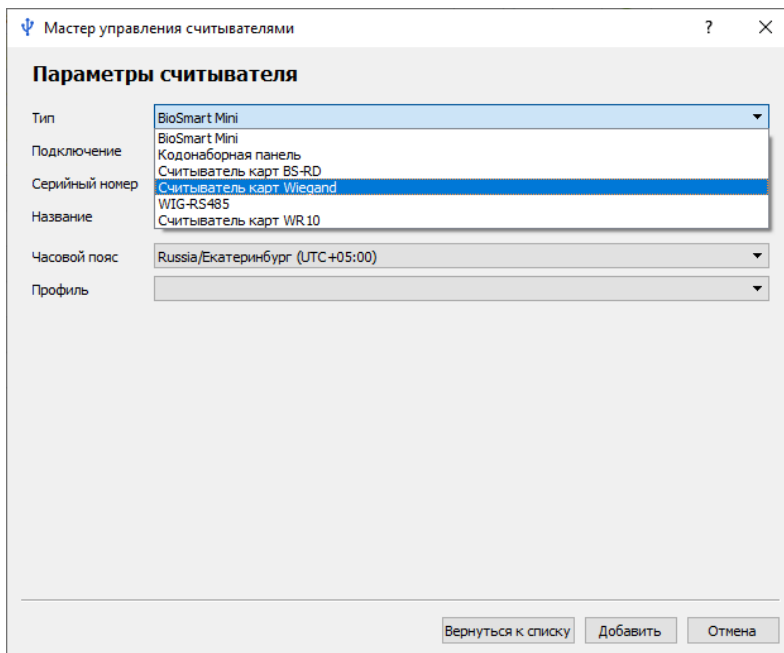 Мастер управления считывателями
Параметры считывателя
Тип
BioSmart Mini
BioSmart Mini
Подключение
Кодонаборная панель
Считыватель карт BS-RD
Серийный номер
Считыватель карт Wiegand
WIG-RS485
Название
Считыватель карт WR10
Часовой пояс
Russia/Екатеринбург (UTC+05:00)
Профиль
Вернуться к списку
Добавить
Отмена